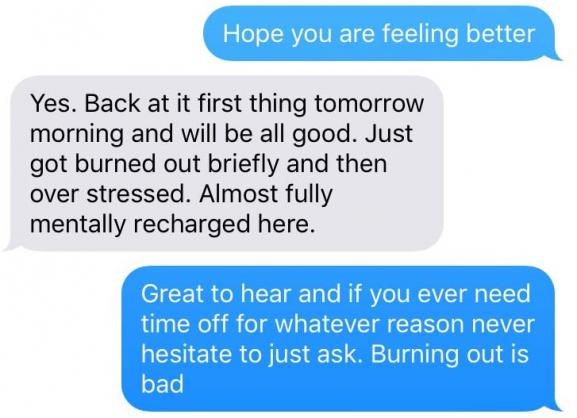 Hope you are feeling better
Yes. Back at it first thing tomorrow
morning and will be all good. Just
got burned out briefly and then
over stressed. Almost fully
mentally recharged here.
Great to hear and if you ever need
time off for whatever reason never
hesitate to just ask. Burning out is
bad